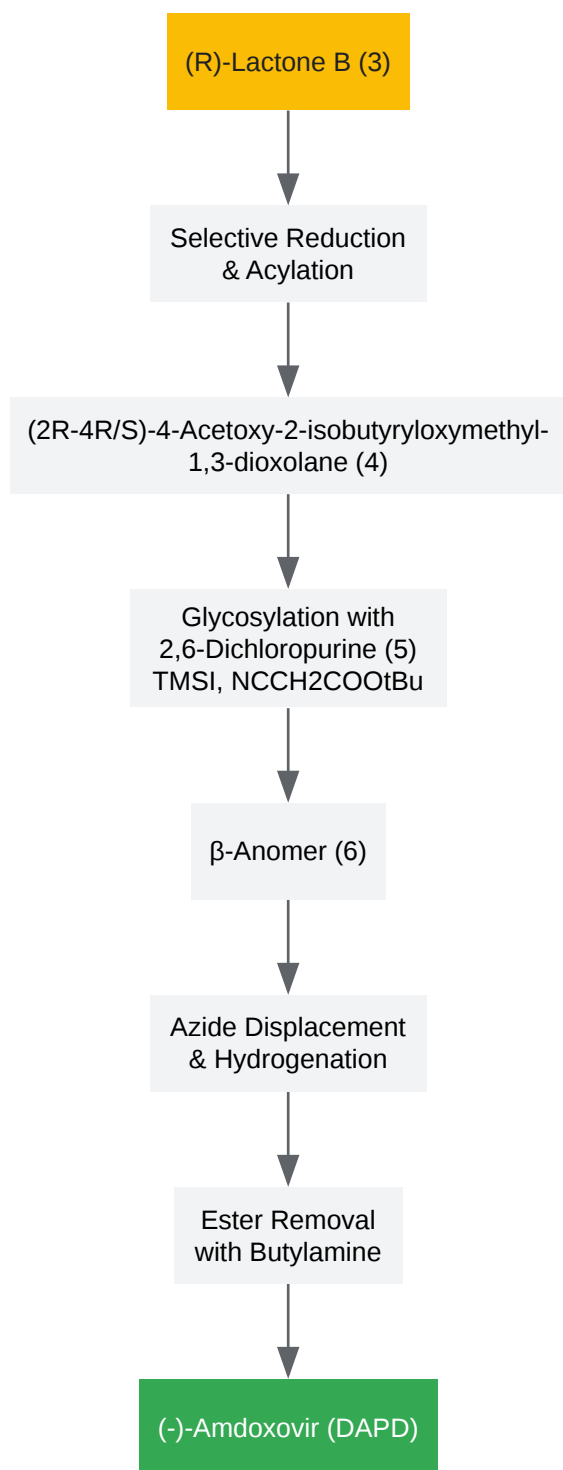 (R)-Lactone B (3)
Selective Reduction
& Acylation
(2R-4R/S)-4-Acetoxy-2-isobutyryloxymethyl-
1,3-dioxolane (4)
Glycosylation with
2,6-Dichloropurine (5)
TMSI, NCCH2COOtBu
β-Anomer (6)
Azide Displacement
& Hydrogenation
Ester Removal
with Butylamine
(-)-Amdoxovir (DAPD)